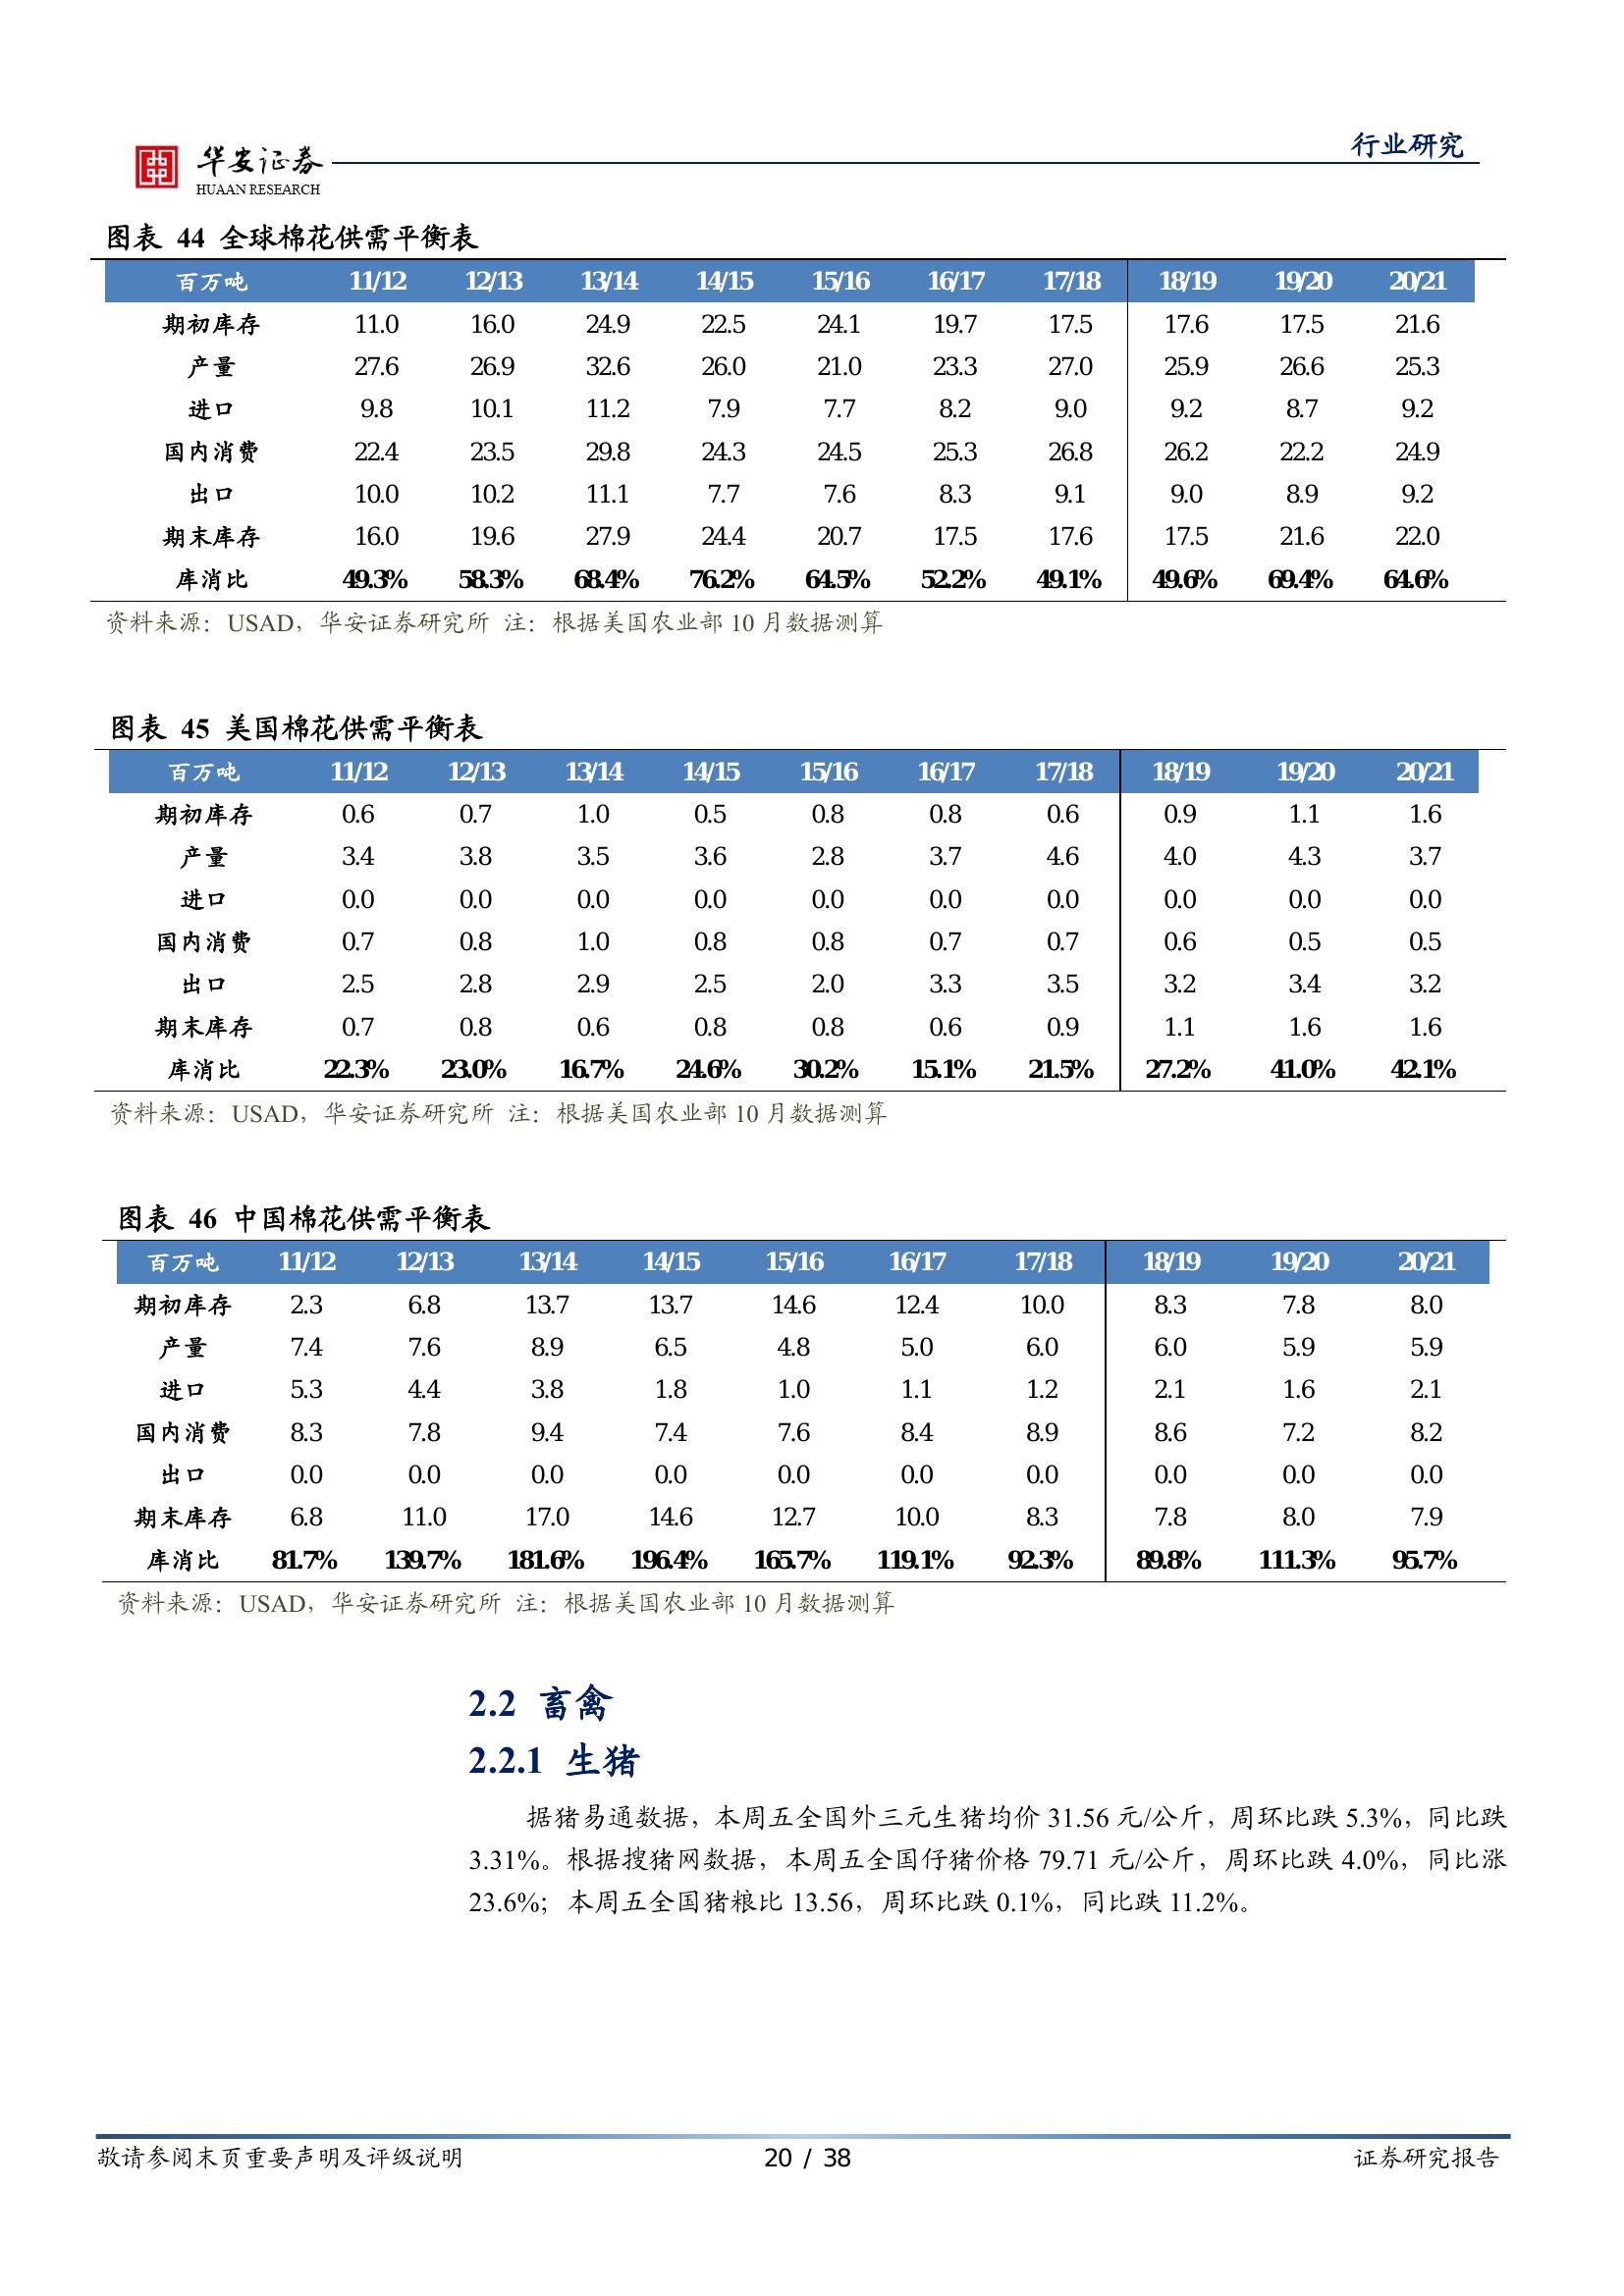 行业研究
华安证券
HUAAN RESEARCH
图表 44 全球棉花供需平衡表
百万吨 11/12 12/13 13/14 14/15 15/16 16/17 17/18 18/19 19/20 20/21
期初库存 11.0 16.0 24.9 22.5 24.1 19.7 17.5 17.6 17.5 21.6
产量 27.6 26.9 32.6 26.0 21.0 23.3 27.0 25.9 26.6 25.3
进口 9.8 10.1 11.2 7.9 7.7 8.2 9.0 9.2 8.7 9.2
国内消费 22.4 23.5 29.8 24.3 24.5 25.3 26.8 26.2 22.2 24.9
出口 10.0 10.2 11.1 7.7 7.6 8.3 9.1 9.0 8.9 9.2
期末库存 16.0 19.6 27.9 24.4 20.7 17.5 17.6 17.5 21.6 22.0
库消比 49.3% 58.3% 68.4% 76.2% 64.5% 52.2% 49.1% 49.6% 69.4% 64.6%
资料来源：USAD，华安证券研究所 注：根据美国农业部 10 月数据测算
图表 45 美国棉花供需平衡表
百万吨 11/12 12/13 13/14 14/15 15/16 16/17 17/18 18/19 19/20 20/21
期初库存 0.6 0.7 1.0 0.5 0.8 0.8 0.6 0.9 1.1 1.6
产量 3.4 3.8 3.5 3.6 2.8 3.7 4.6 4.0 4.3 3.7
进口 0.0 0.0 0.0 0.0 0.0 0.0 0.0 0.0 0.0 0.0
国内消费 0.7 0.8 1.0 0.8 0.8 0.7 0.7 0.6 0.5 0.5
出口 2.5 2.8 2.9 2.5 2.0 3.3 3.5 3.2 3.4 3.2
期末库存 0.7 0.8 0.6 0.8 0.8 0.6 0.9 1.1 1.6 1.6
库消比 22.3% 23.0% 16.7% 24.6% 30.2% 15.1% 21.5% 27.2% 41.0% 42.1%
资料来源：USAD，华安证券研究所 注：根据美国农业部 10 月数据测算
图表 46 中国棉花供需平衡表
百万吨 11/12 12/13 13/14 14/15 15/16 16/17 17/18 18/19 19/20 20/21
期初库存 2.3 6.8 13.7 13.7 14.6 12.4 10.0 8.3 7.8 8.0
产量 7.4 7.6 8.9 6.5 4.8 5.0 6.0 6.0 5.9 5.9
进口 5.3 4.4 3.8 1.8 1.0 1.1 1.2 2.1 1.6 2.1
国内消费 8.3 7.8 9.4 7.4 7.6 8.4 8.9 8.6 7.2 8.2
出口 0.0 0.0 0.0 0.0 0.0 0.0 0.0 0.0 0.0 0.0
期末库存 6.8 11.0 17.0 14.6 12.7 10.0 8.3 7.8 8.0 7.9
库消比 81.7% 139.7% 181.6% 196.4% 165.7% 119.1% 92.3% 89.8% 111.3% 95.7%
资料来源：USAD，华安证券研究所 注：根据美国农业部 10 月数据测算
2.2 畜禽
2.2.1 生猪
据猪易通数据，本周五全国外三元生猪均价 31.56 元/公斤，周环比跌 5.3%，同比跌
3.31%。根据搜猪网数据，本周五全国仔猪价格 79.71 元/公斤，周环比跌 4.0%，同比涨
23.6%；本周五全国猪粮比 13.56，周环比跌 0.1%，同比跌 11.2%。
敬请参阅末页重要声明及评级说明 20 / 38 证券研究报告